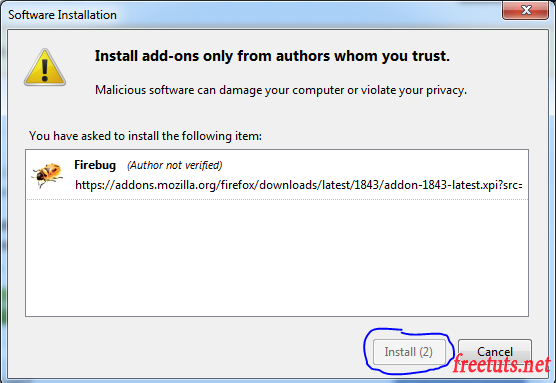 Software Installation
Install add-ons only from authors whom you trust.
Malicious software can damage your computer or violate your privacy.
You have asked to install the following item:
Firebug (Author not verified)
https://addons.mozilla.org/firefox/downloads/latest/1843/addon-1843-latest.xpi?src=
Install (2) Cancel
freetuts.net